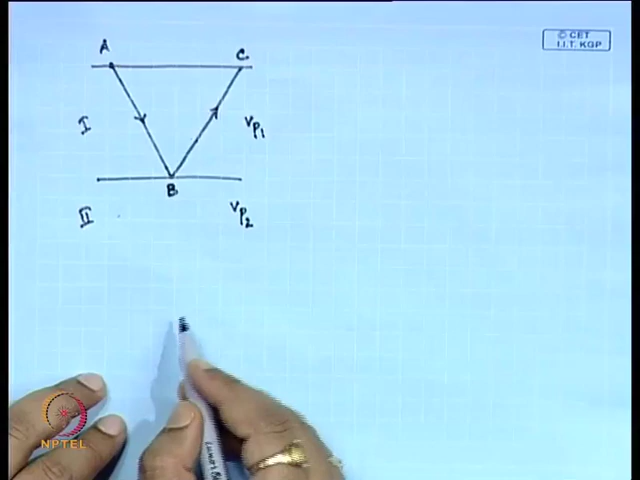 © CET
I.I.T. KGP
A C
I vp1
B
II vp2
NPTEL